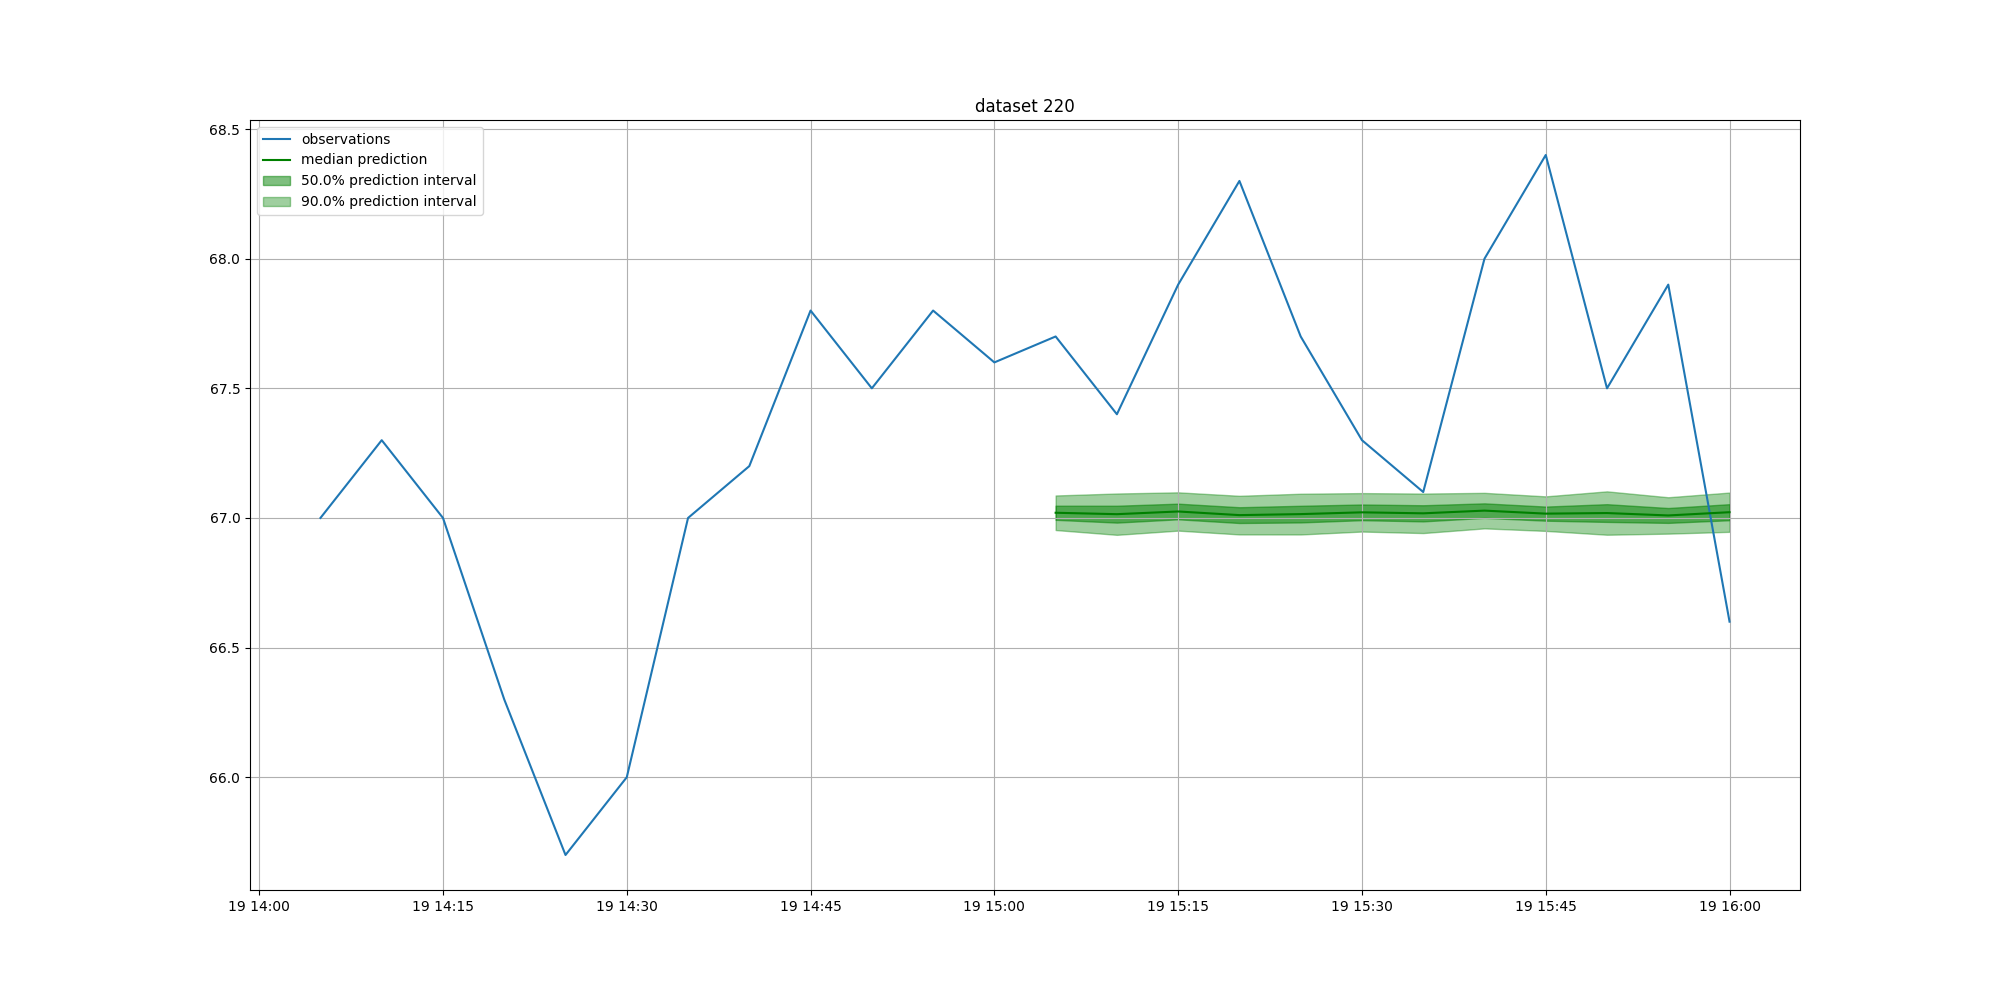 dataset 220
68.5
68.0
67.5
67.0
66.5
66.0
observations
median prediction
50.0% prediction interval
90.0% prediction interval
19 14:00 19 14:15 19 14:30 19 14:45 19 15:00 19 15:15 19 15:30 19 15:45 19 16:00